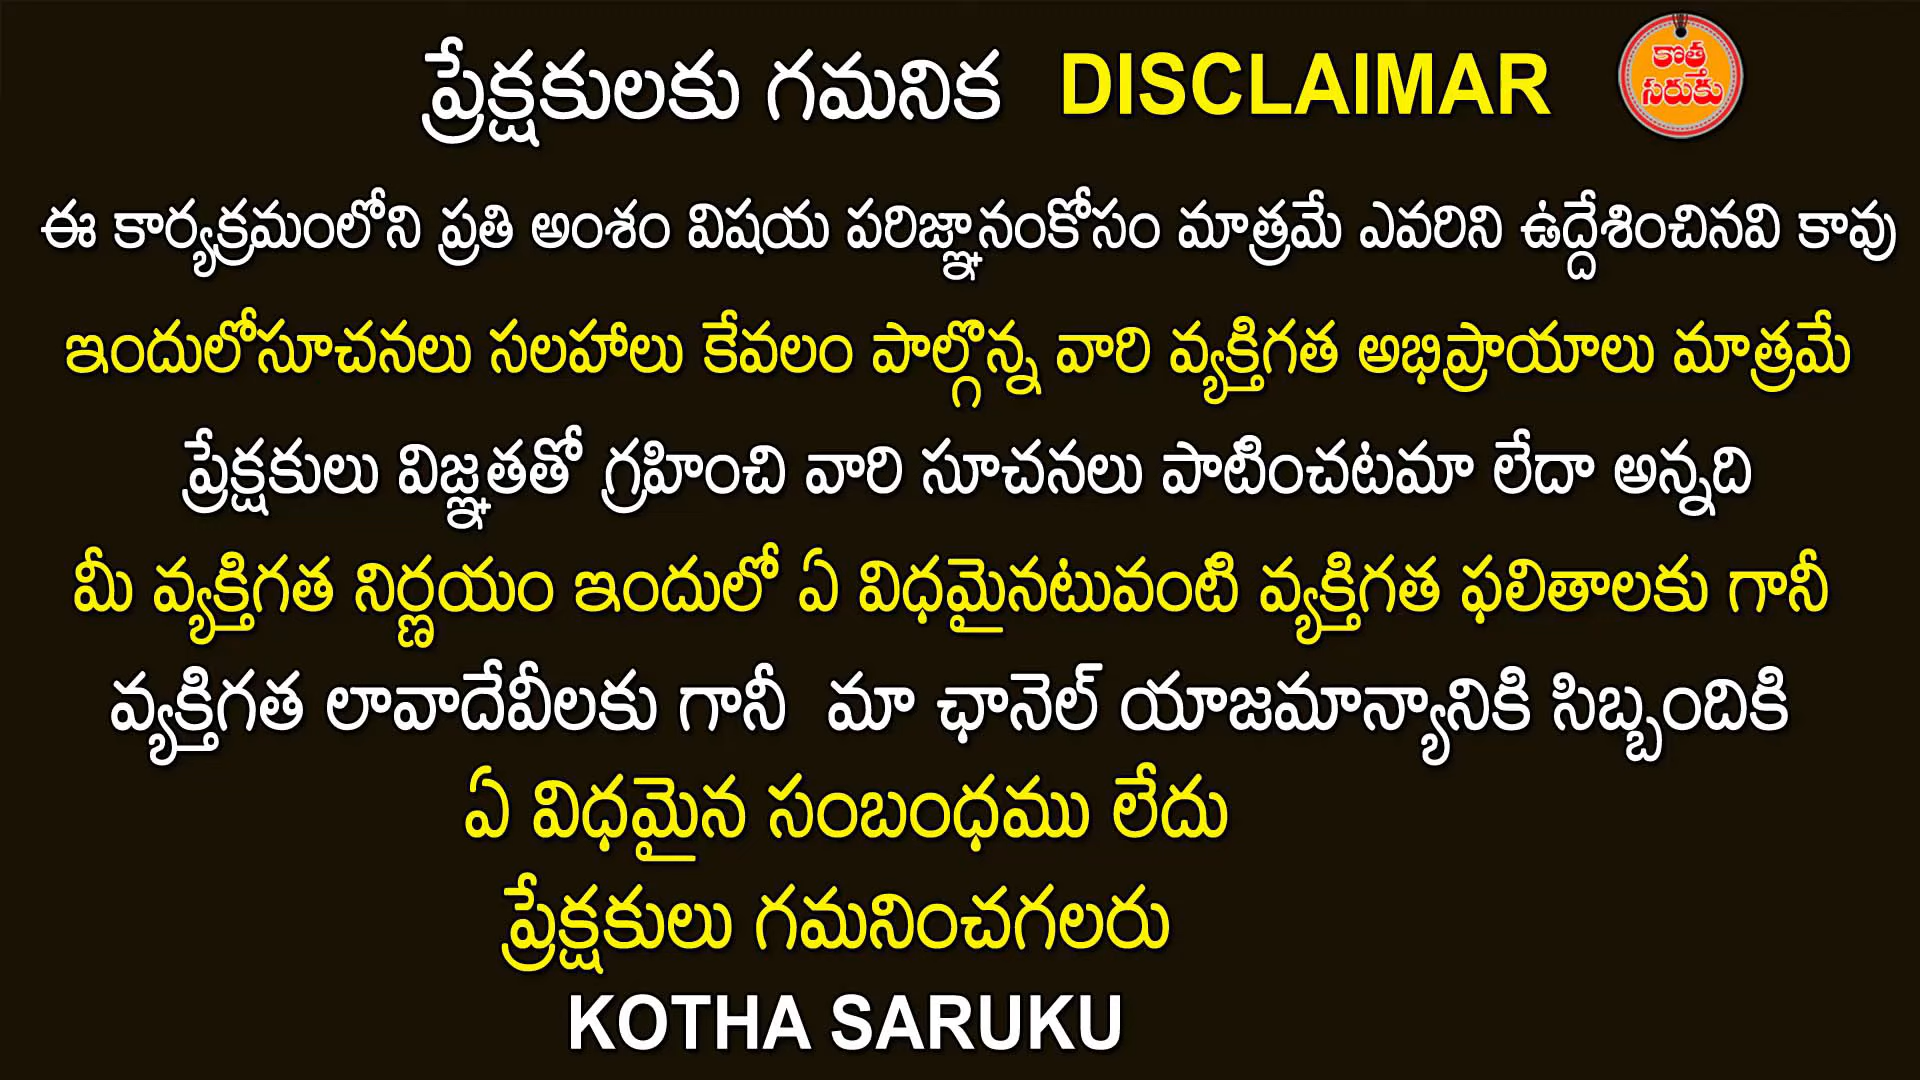 ప్రేక్షకులకు గమనిక DISCLAIMAR
కొత్త
సరుకు
ఈ కార్యక్రమంలోని ప్రతి అంశం విషయ పరిజ్ఞానంకోసం మాత్రమే ఎవరిని ఉద్దేశించినవి కావు
ఇందులోసూచనలు సలహాలు కేవలం పాల్గొన్న వారి వ్యక్తిగత అభిప్రాయాలు మాత్రమే
ప్రేక్షకులు విజ్ఞతతో గ్రహించి వారి సూచనలు పాటించటమా లేదా అన్నది
మీ వ్యక్తిగత నిర్ణయం ఇందులో ఏ విధమైనటువంటి వ్యక్తిగత ఫలితాలకు గానీ
వ్యక్తిగత లావాదేవీలకు గానీ మా ఛానెల్ యాజమాన్యానికి సిబ్బందికి
ఏ విధమైన సంబంధము లేదు
ప్రేక్షకులు గమనించగలరు
KOTHA SARUKU